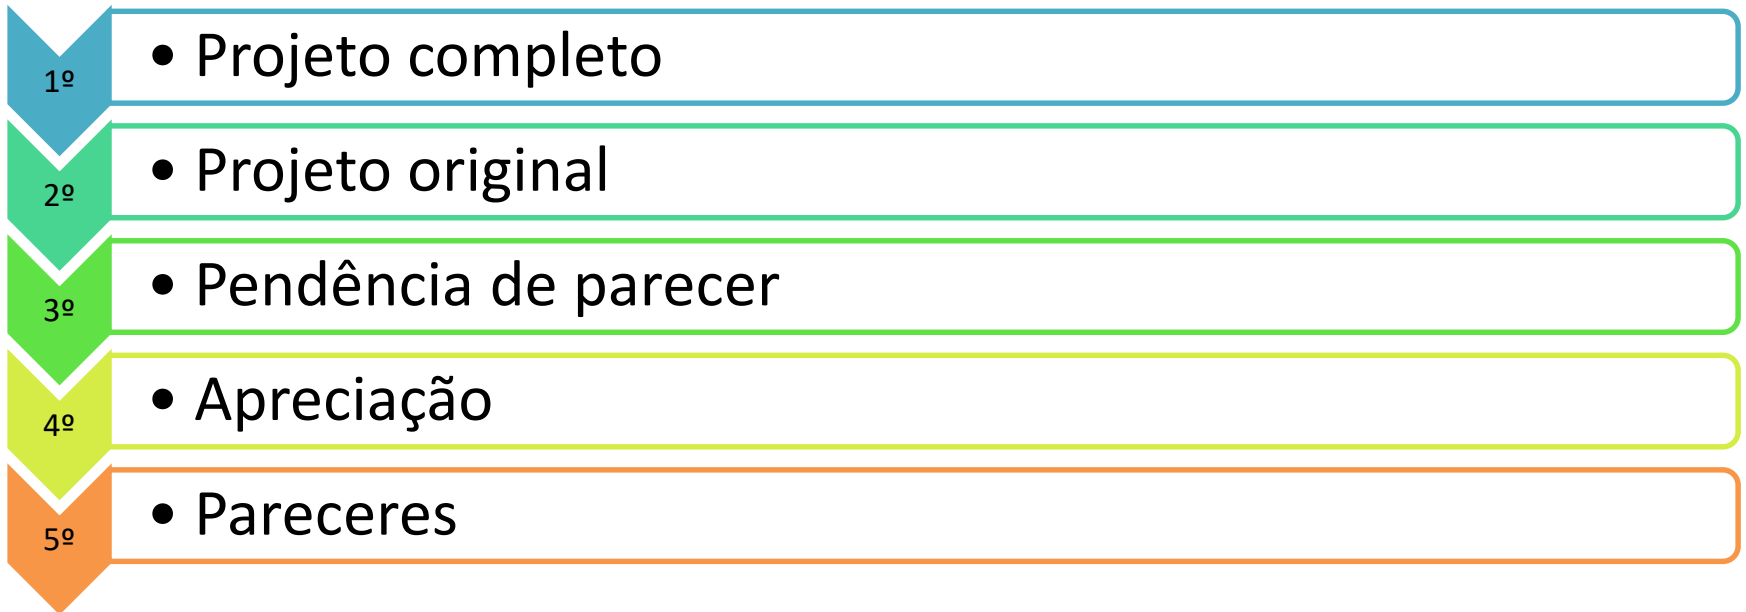 1º
• Projeto completo
2º
• Projeto original
3º
• Pendência de parecer
4º
• Apreciação
5º
• Pareceres